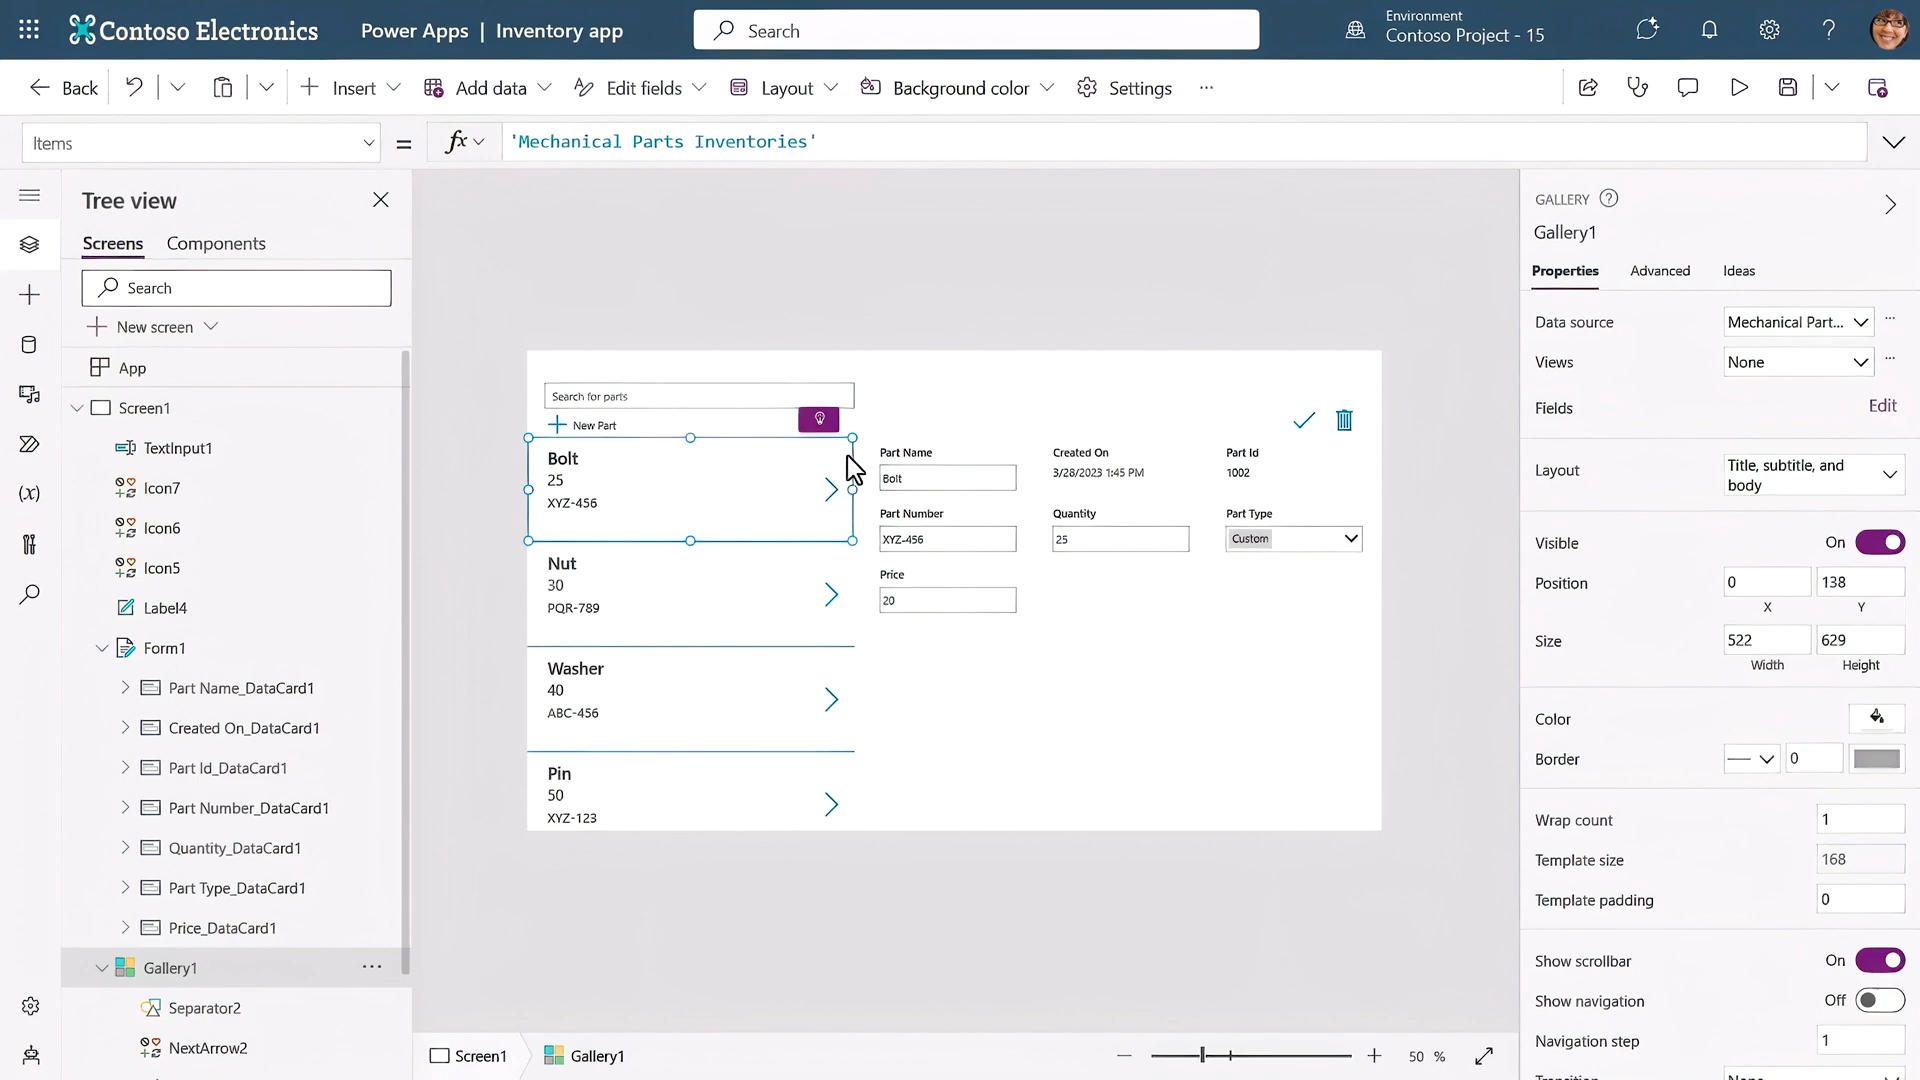 Contoso Electronics
Power Apps | Inventory app
Search
Environment
Contoso Project - 15
Back
Insert
Add data
Edit fields
Layout
Background color
Settings
Items
=
fx
'Mechanical Parts Inventories'
Tree view
Screens
Components
Search
New screen
App
Screen1
TextInput1
Icon7
Icon6
Icon5
Label4
Form1
Part Name_DataCard1
Created On_DataCard1
Part Id_DataCard1
Part Number_DataCard1
Quantity_DataCard1
Part Type_DataCard1
Price_DataCard1
Gallery1
Separator2
NextArrow2
Search for parts
New Part
Bolt
25
XYZ-456
Nut
30
PQR-789
Washer
40
ABC-456
Pin
50
XYZ-123
Part Name
Bolt
Created On
3/28/2023 1:45 PM
Part Id
1002
Part Number
XYZ-456
Quantity
25
Part Type
Custom
Price
20
Screen1
Gallery1
50 %
GALLERY
Gallery1
Properties
Advanced
Ideas
Data source
Mechanical Part...
Views
None
Fields
Edit
Layout
Title, subtitle, and
body
Visible
On
Position
0
138
X
Y
Size
522
629
Width
Height
Color
Border
0
Wrap count
1
Template size
168
Template padding
0
Show scrollbar
On
Show navigation
Off
Navigation step
1